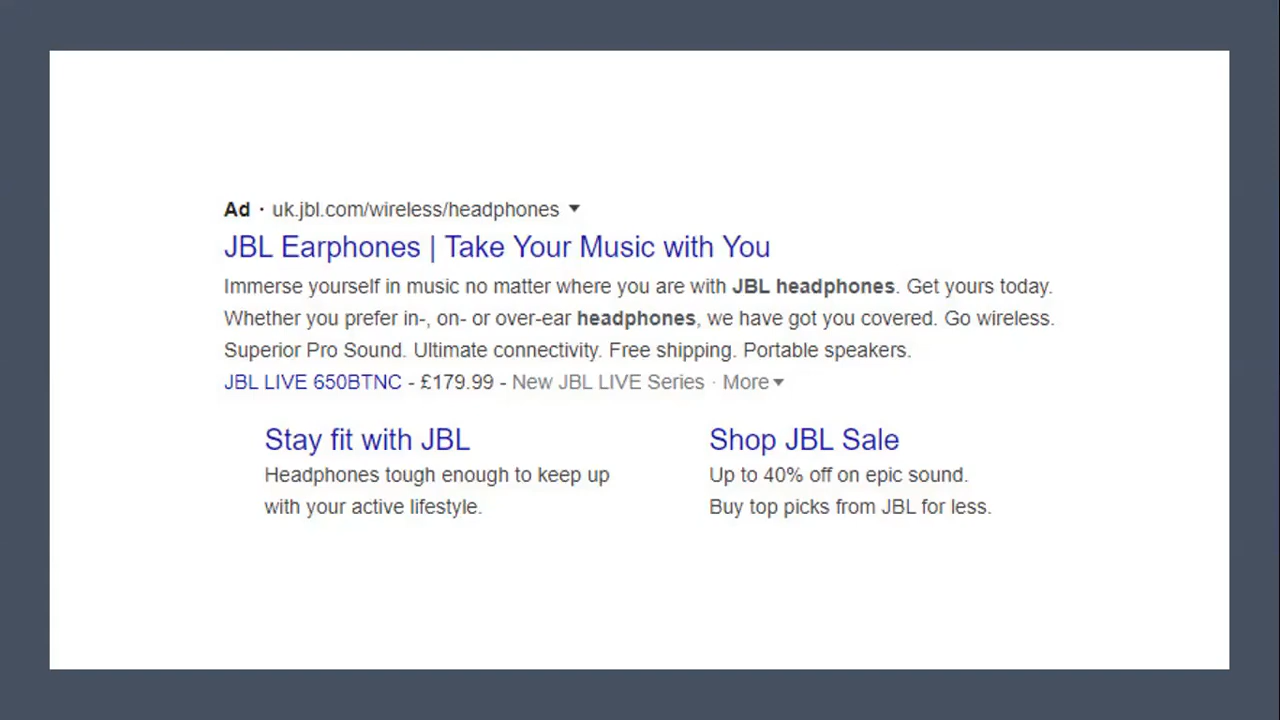 Ad · uk.jbl.com/wireless/headphones
JBL Earphones | Take Your Music with You
Immerse yourself in music no matter where you are with JBL headphones. Get yours today.
Whether you prefer in-, on- or over-ear headphones, we have got you covered. Go wireless.
Superior Pro Sound. Ultimate connectivity. Free shipping. Portable speakers.
JBL LIVE 650BTNC - £179.99 - New JBL LIVE Series · More
Stay fit with JBL
Headphones tough enough to keep up
with your active lifestyle.
Shop JBL Sale
Up to 40% off on epic sound.
Buy top picks from JBL for less.